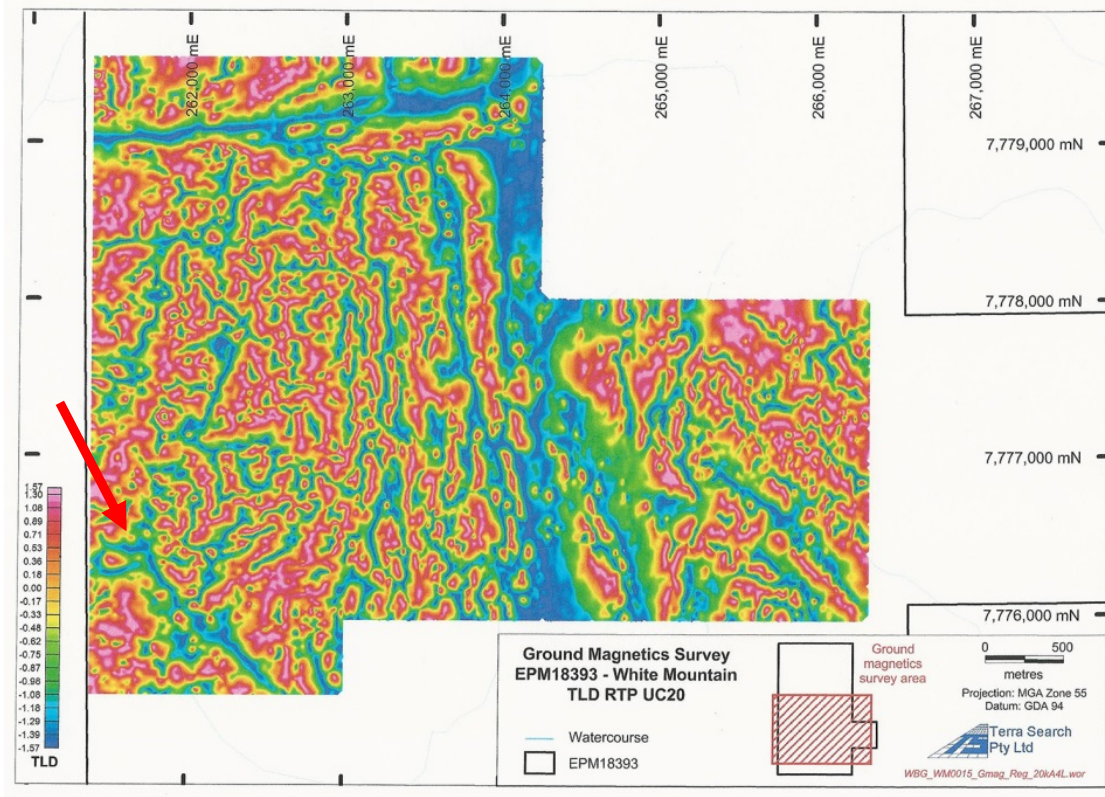 262,000 mE
263,000 mE
264,000 mE
265,000 mE
266,000 mE
267,000 mE
7,779,000 mN
7,778,000 mN
7,777,000 mN
7,776,000 mN
1.57
1.30
1.08
0.89
0.71
0.53
0.36
0.18
0.00
-0.17
-0.33
-0.48
-0.62
-0.75
-0.87
-0.98
-1.08
-1.18
-1.29
-1.39
-1.57
TLD
Ground Magnetics Survey
EPM18393 - White Mountain
TLD RTP UC20
Watercourse
EPM18393
Ground
magnetics
survey area
0 500
metres
Projection: MGA Zone 55
Datum: GDA 94
Terra Search
Pty Ltd
WBG_WM0015_Gmag_Reg_20kA4L.wor